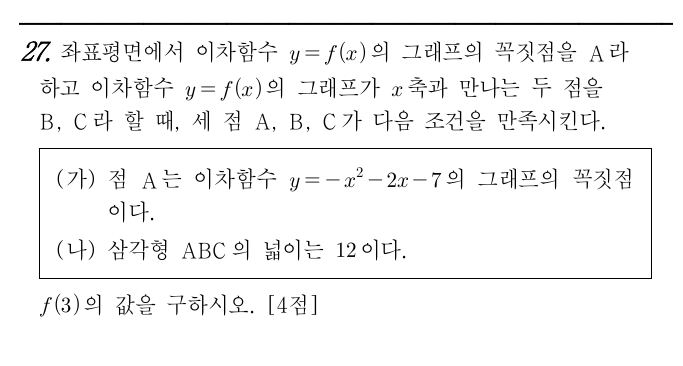 27. 좌표평면에서 이차함수 y=f(x)의 그래프의 꼭짓점을 A라
하고 이차함수 y=f(x)의 그래프가 x축과 만나는 두 점을
B, C라 할 때, 세 점 A, B, C가 다음 조건을 만족시킨다.
(가) 점 A는 이차함수 y=-x²-2x-7의 그래프의 꼭짓점
이다.
(나) 삼각형 ABC의 넓이는 12이다.
f(3)의 값을 구하시오. [4점]